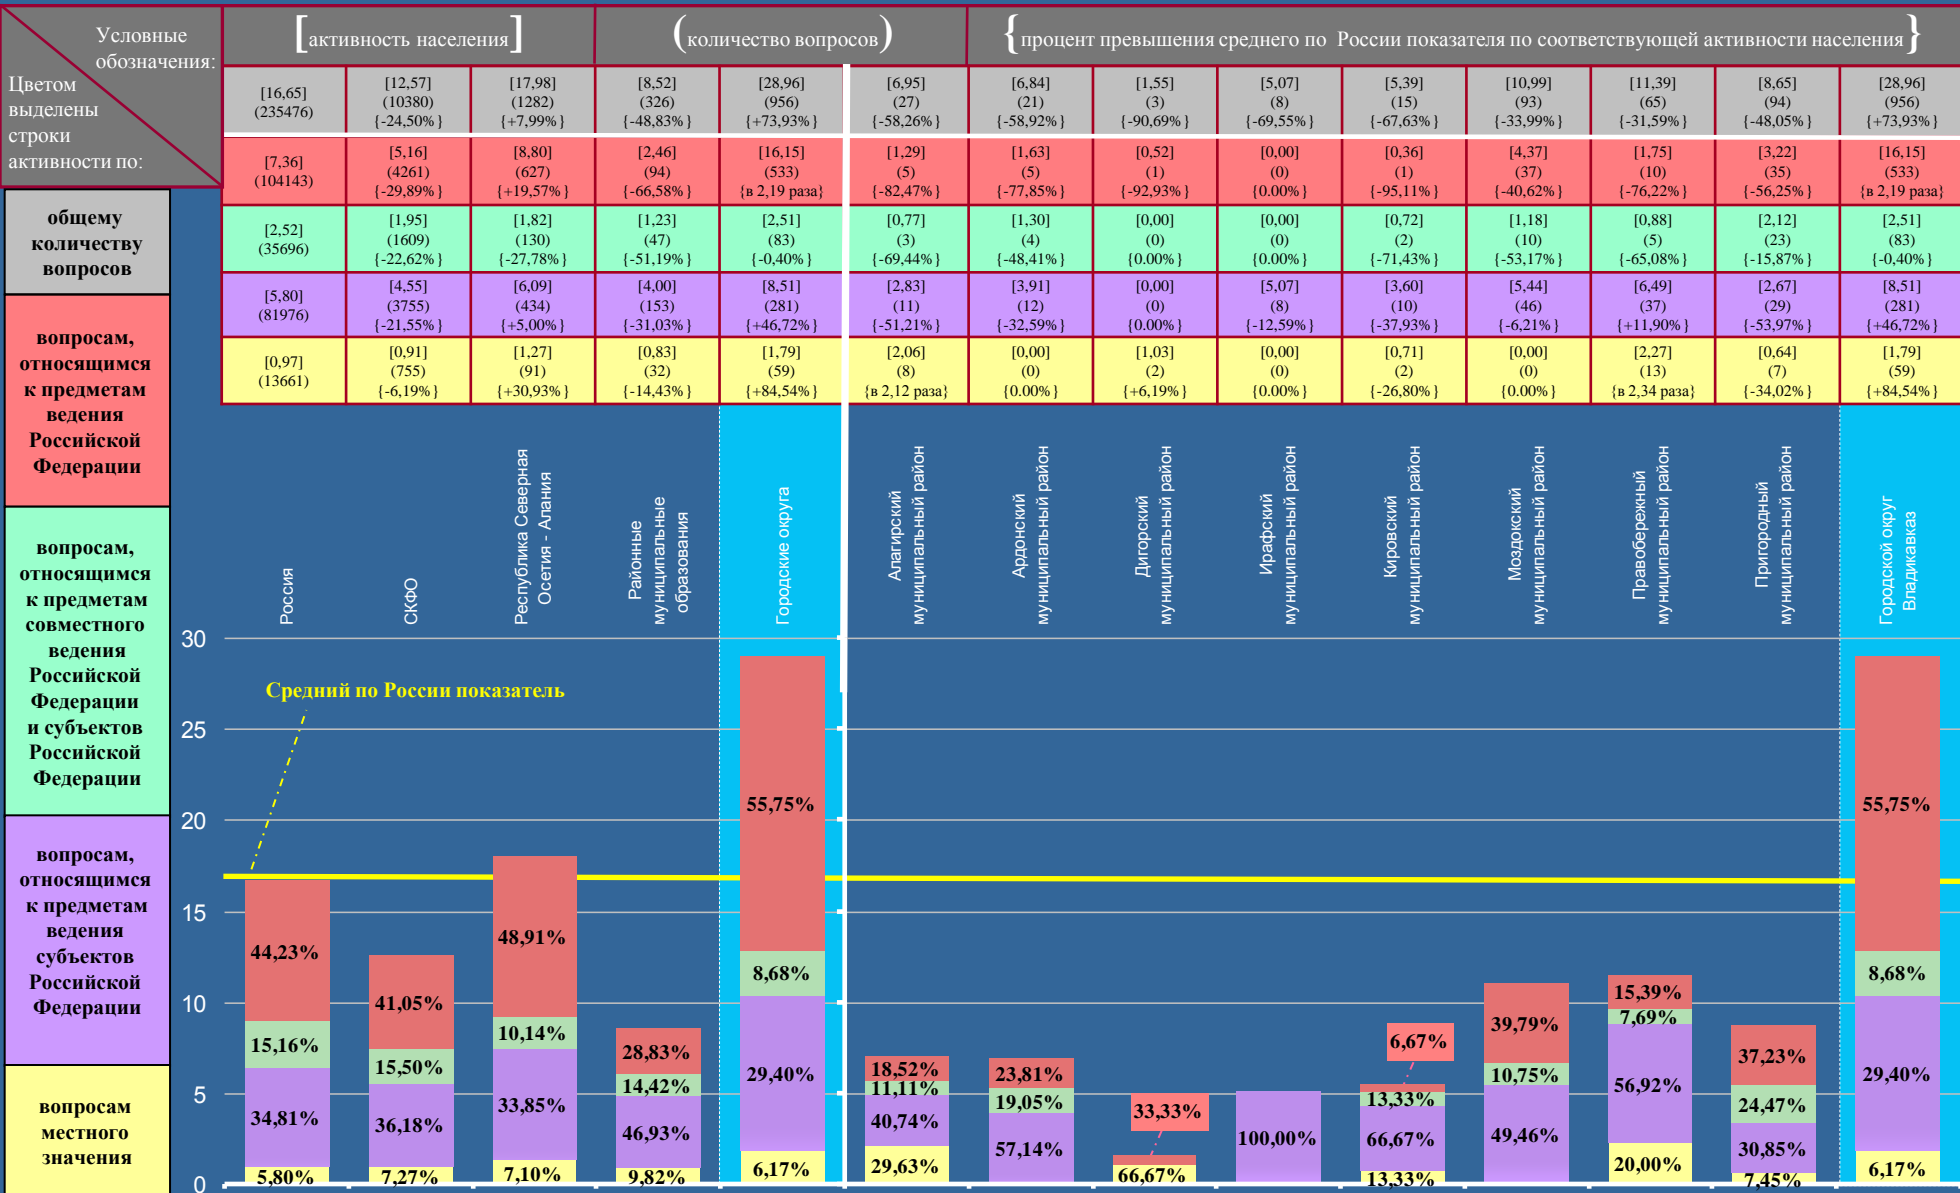 Условные
обозначения:
Цветом
выделены
строки
активности по:
[активность населения]
(количество вопросов)
{процент превышения среднего по России показателя по соответствующей активности населения}
[16,65] [12,57] [17,98] [8,52] [28,96] [6,95] [6,84] [1,55] [5,07] [5,39] [10,99] [11,39] [8,65] [28,96]
(235476) (10380) (1282) (326) (956) (27) (21) (3) (8) (15) (93) (65) (94) (956)
{-24,50%} {+7,99%} {-48,83%} {+73,93%} {-58,26%} {-58,92%} {-90,69%} {-69,55%} {-67,63%} {-33,99%} {-31,59%} {-48,05%} {+73,93%}
[7,36] [5,16] [8,80] [2,46] [16,15] [1,29] [1,63] [0,52] [0,00] [0,36] [4,37] [1,75] [3,22] [16,15]
(104143) (4261) (627) (94) (533) (5) (5) (1) (0) (1) (37) (10) (35) (533)
{-29,89%} {+19,57%} {-66,58%} {в 2,19 раза} {-82,47%} {-77,85%} {-92,93%} {0.00%} {-95,11%} {-40,62%} {-76,22%} {-56,25%} {в 2,19 раза}
[2,52] [1,95] [1,82] [1,23] [2,51] [0,77] [1,30] [0,00] [0,00] [0,72] [1,18] [0,88] [2,12] [2,51]
(35696) (1609) (130) (47) (83) (3) (4) (0) (0) (2) (10) (5) (23) (83)
{-22,62%} {-27,78%} {-51,19%} {-0,40%} {-69,44%} {-48,41%} {0.00%} {0.00%} {-71,43%} {-53,17%} {-65,08%} {-15,87%} {-0,40%}
[5,80] [4,55] [6,09] [4,00] [8,51] [2,83] [3,91] [0,00] [5,07] [3,60] [5,44] [6,49] [2,67] [8,51]
(81976) (3755) (434) (153) (281) (11) (12) (0) (8) (10) (46) (37) (29) (281)
{-21,55%} {+5,00%} {-31,03%} {+46,72%} {-51,21%} {-32,59%} {0.00%} {-12,59%} {-37,93%} {-6,21%} {+11,90%} {-53,97%} {+46,72%}
[0,97] [0,91] [1,27] [0,83] [1,79] [2,06] [0,00] [1,03] [0,00] [0,71] [0,00] [2,27] [0,64] [1,79]
(13661) (755) (91) (32) (59) (8) (0) (2) (0) (2) (0) (13) (7) (59)
{-6,19%} {+30,93%} {-14,43%} {+84,54%} {в 2,12 раза} {0.00%} {+6,19%} {0.00%} {-26,80%} {0.00%} {в 2,34 раза} {-34,02%} {+84,54%}
общему
количеству
вопросов
вопросам,
относящимся
к предметам
ведения
Российской
Федерации
вопросам,
относящимся
к предметам
совместного
ведения
Российской
Федерации
и субъектов
Российской
Федерации
вопросам,
относящимся
к предметам
ведения
субъектов
Российской
Федерации
вопросам
местного
значения
Россия
СКФО
Республика Северная
Осетия - Алания
Районные
муниципальные
образования
Городские округа
Алагирский
муниципальный район
Ардонский
муниципальный район
Дигорский
муниципальный район
Ирафский
муниципальный район
Кировский
муниципальный район
Моздокский
муниципальный район
Правобережный
муниципальный район
Пригородный
муниципальный район
Городской округ
Владикавказ
30
25
20
15
10
5
0
Средний по России показатель
44,23%
15,16%
34,81%
5,80%
41,05%
15,50%
36,18%
7,27%
48,91%
10,14%
33,85%
7,10%
28,83%
14,42%
46,93%
9,82%
55,75%
8,68%
29,40%
6,17%
18,52%
11,11%
40,74%
29,63%
23,81%
19,05%
57,14%
33,33%
66,67%
100,00%
6,67%
13,33%
66,67%
13,33%
39,79%
10,75%
49,46%
15,39%
7,69%
56,92%
20,00%
37,23%
24,47%
30,85%
7,45%
55,75%
8,68%
29,40%
6,17%